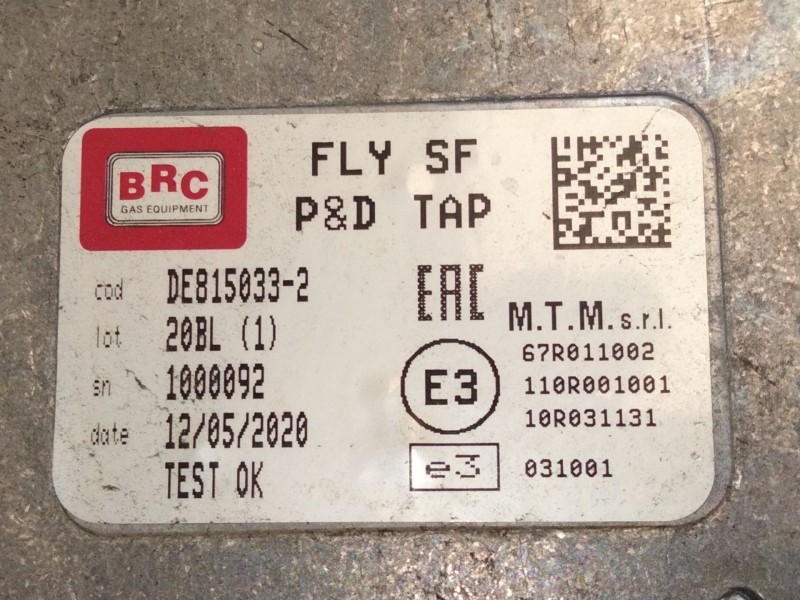 BRC
GAS EQUIPMENT
FLY SF
P&D TAP
cod DE815033-2
lot 20BL (1)
sn 1000092
date 12/05/2020
TEST OK
EAC
M.T.M. s.r.l.
67R011002
E3 110R001001
10R031131
e3 031001